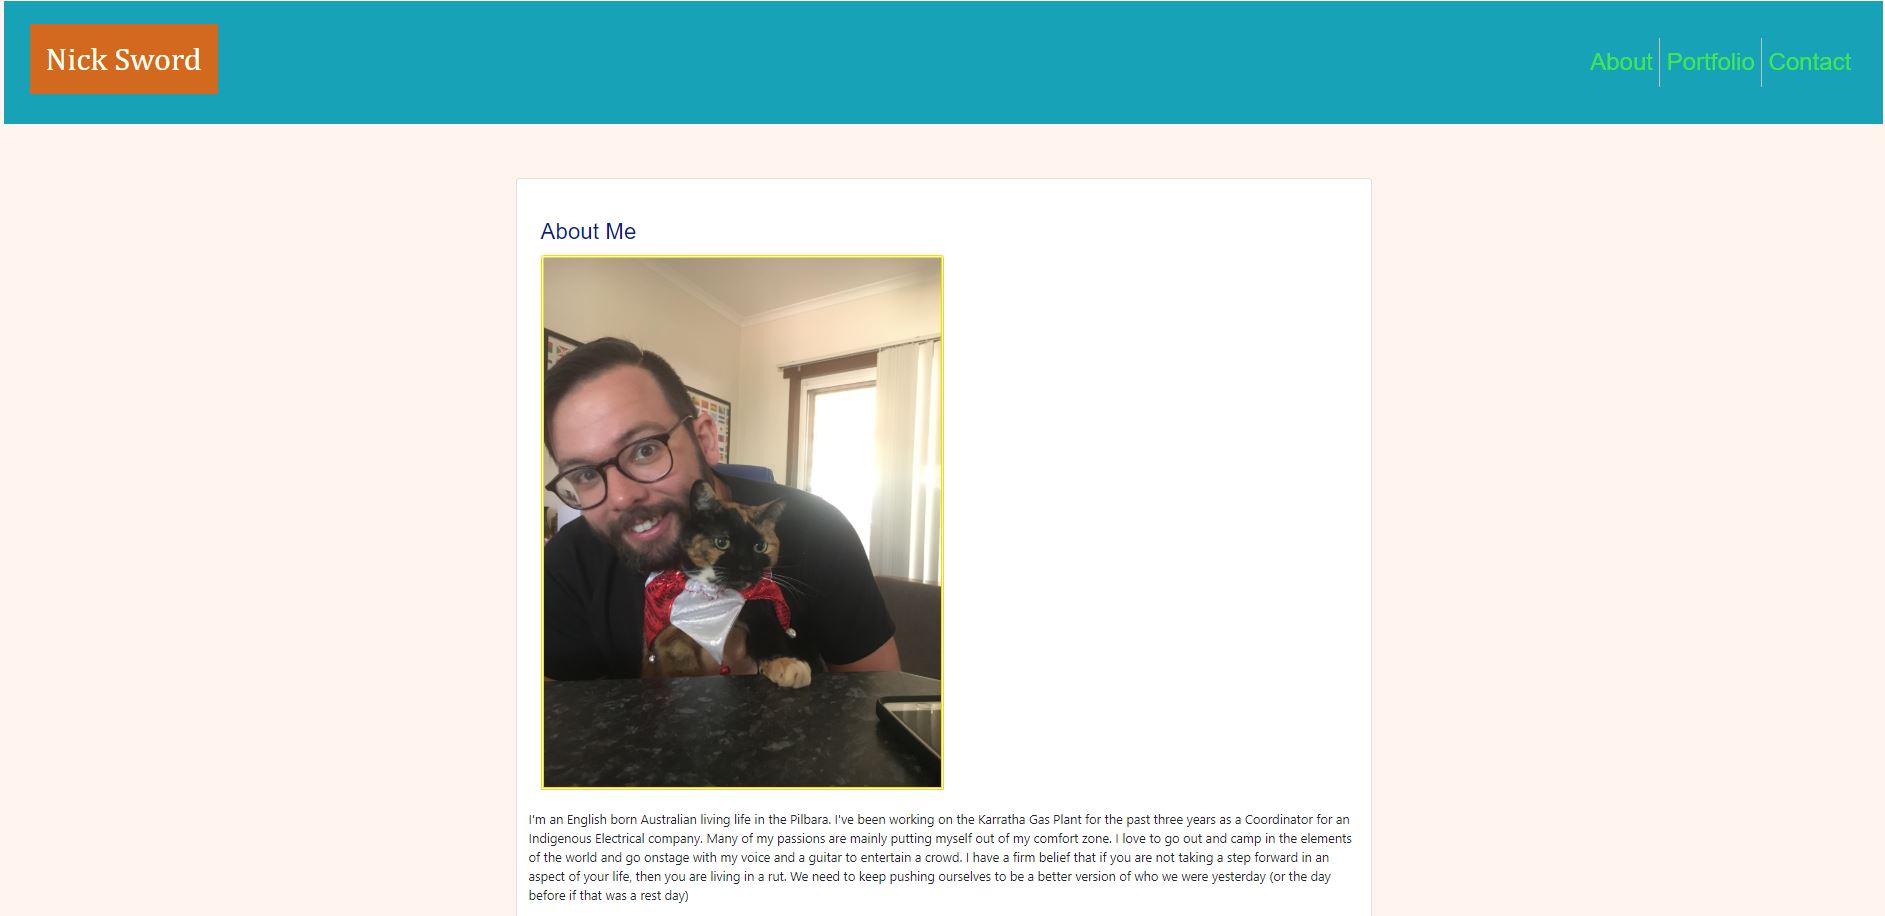 Nick Sword
About Portfolio Contact
About Me
I'm an English born Australian living life in the Pilbara. I've been working on the Karratha Gas Plant for the past three years as a Coordinator for an
Indigenous Electrical company. Many of my passions are mainly putting myself out of my comfort zone. I love to go out and camp in the elements
of the world and go onstage with my voice and a guitar to entertain a crowd. I have a firm belief that if you are not taking a step forward in an
aspect of your life, then you are living in a rut. We need to keep pushing ourselves to be a better version of who we were yesterday (or the day
before if that was a rest day)